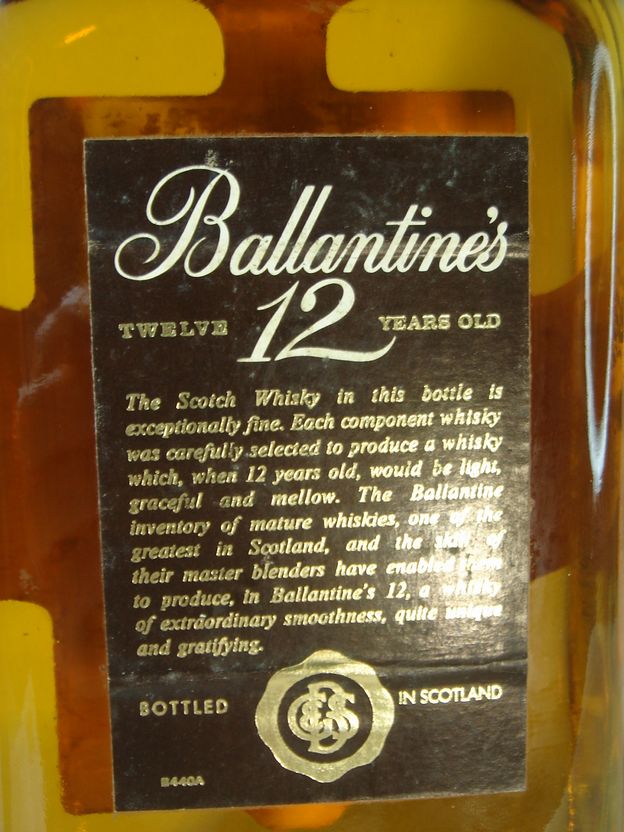 Ballantine's
TWELVE 12 YEARS OLD
The Scotch Whisky in this bottle is
exceptionally fine. Each component whisky
was carefully selected to produce a whisky
which, when 12 years old, would be light,
graceful and mellow. The Ballantine
inventory of mature whiskies, one of the
greatest in Scotland, and the skill of
their master blenders have enabled them
to produce, in Ballantine's 12, a whisky
of extraordinary smoothness, quite unique
and gratifying.
BOTTLED IN SCOTLAND
B440A